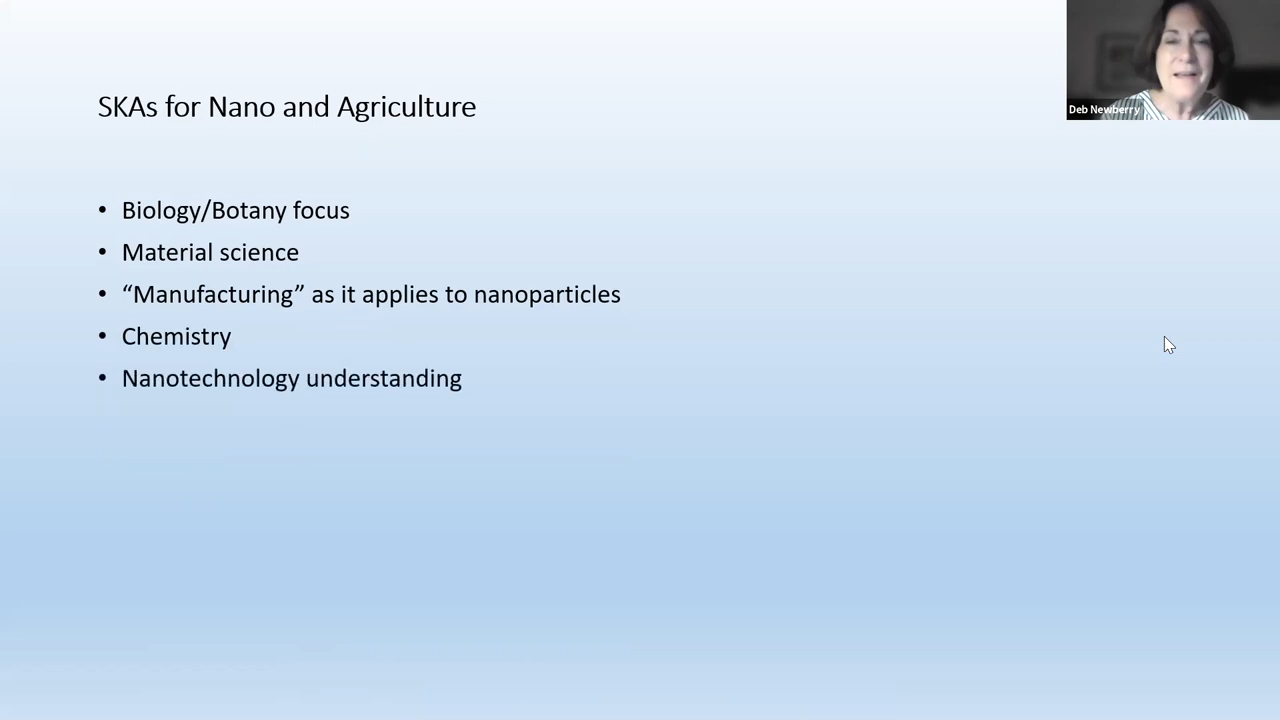 SKAs for Nano and Agriculture
Deb Newberry
• Biology/Botany focus
• Material science
• “Manufacturing” as it applies to nanoparticles
• Chemistry
• Nanotechnology understanding